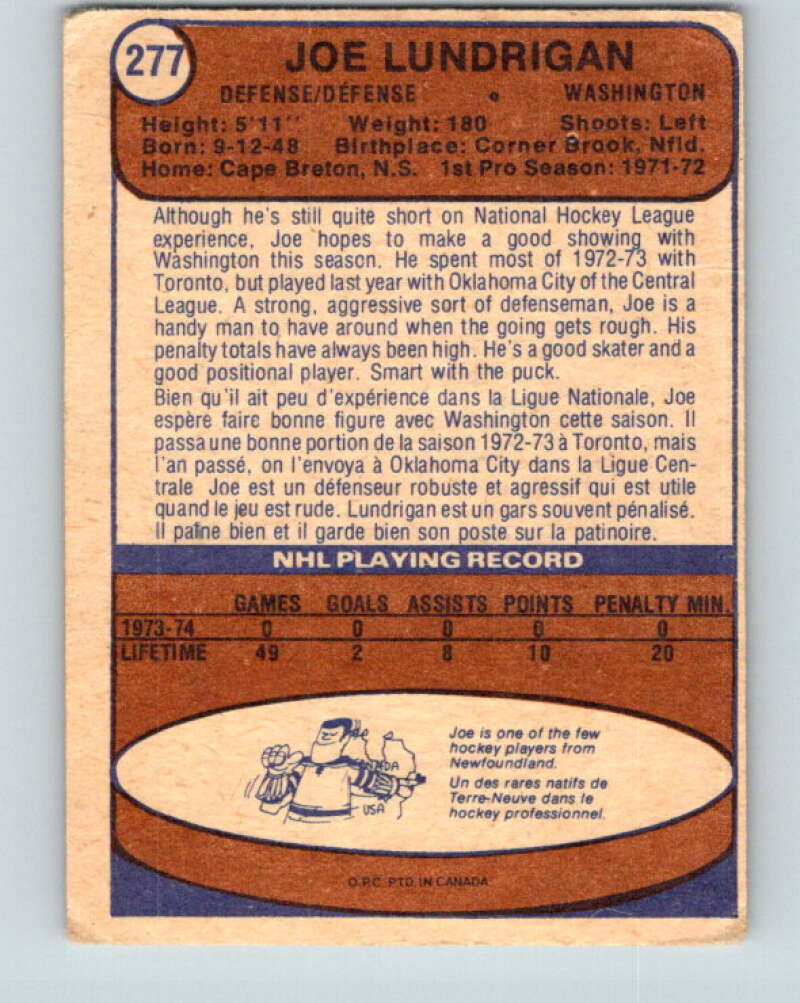 277
JOE LUNDRIGAN
DEFENSE/DÉFENSE • WASHINGTON
Height: 5'11" Weight: 180 Shoots: Left
Born: 9-12-48 Birthplace: Corner Brook, Nfld.
Home: Cape Breton, N.S. 1st Pro Season: 1971-72
Although he's still quite short on National Hockey League
experience, Joe hopes to make a good showing with
Washington this season. He spent most of 1972-73 with
Toronto, but played last year with Oklahoma City of the Central
League. A strong, aggressive sort of defenseman, Joe is a
handy man to have around when the going gets rough. His
penalty totals have always been high. He's a good skater and a
good positional player. Smart with the puck.
Bien qu'il ait peu d'expérience dans la Ligue Nationale, Joe
espère faire bonne figure avec Washington cette saison. Il
passa une bonne portion de la saison 1972-73 à Toronto, mais
l'an passé, on l'envoya à Oklahoma City dans la Ligue Cen-
trale Joe est un défenseur robuste et agressif qui est utile
quand le jeu est rude. Lundrigan est un gars souvent pénalisé.
Il patine bien et il garde bien son poste sur la patinoire.
NHL PLAYING RECORD
GAMES GOALS ASSISTS POINTS PENALTY MIN.
1973-74 0 0 0 0 0
LIFETIME 49 2 8 10 20
Joe is one of the few
hockey players from
Newfoundland.
Un des rares natifs de
Terre-Neuve dans le
hockey professionnel.
CANADA
USA
O.P.C. PTD. IN CANADA